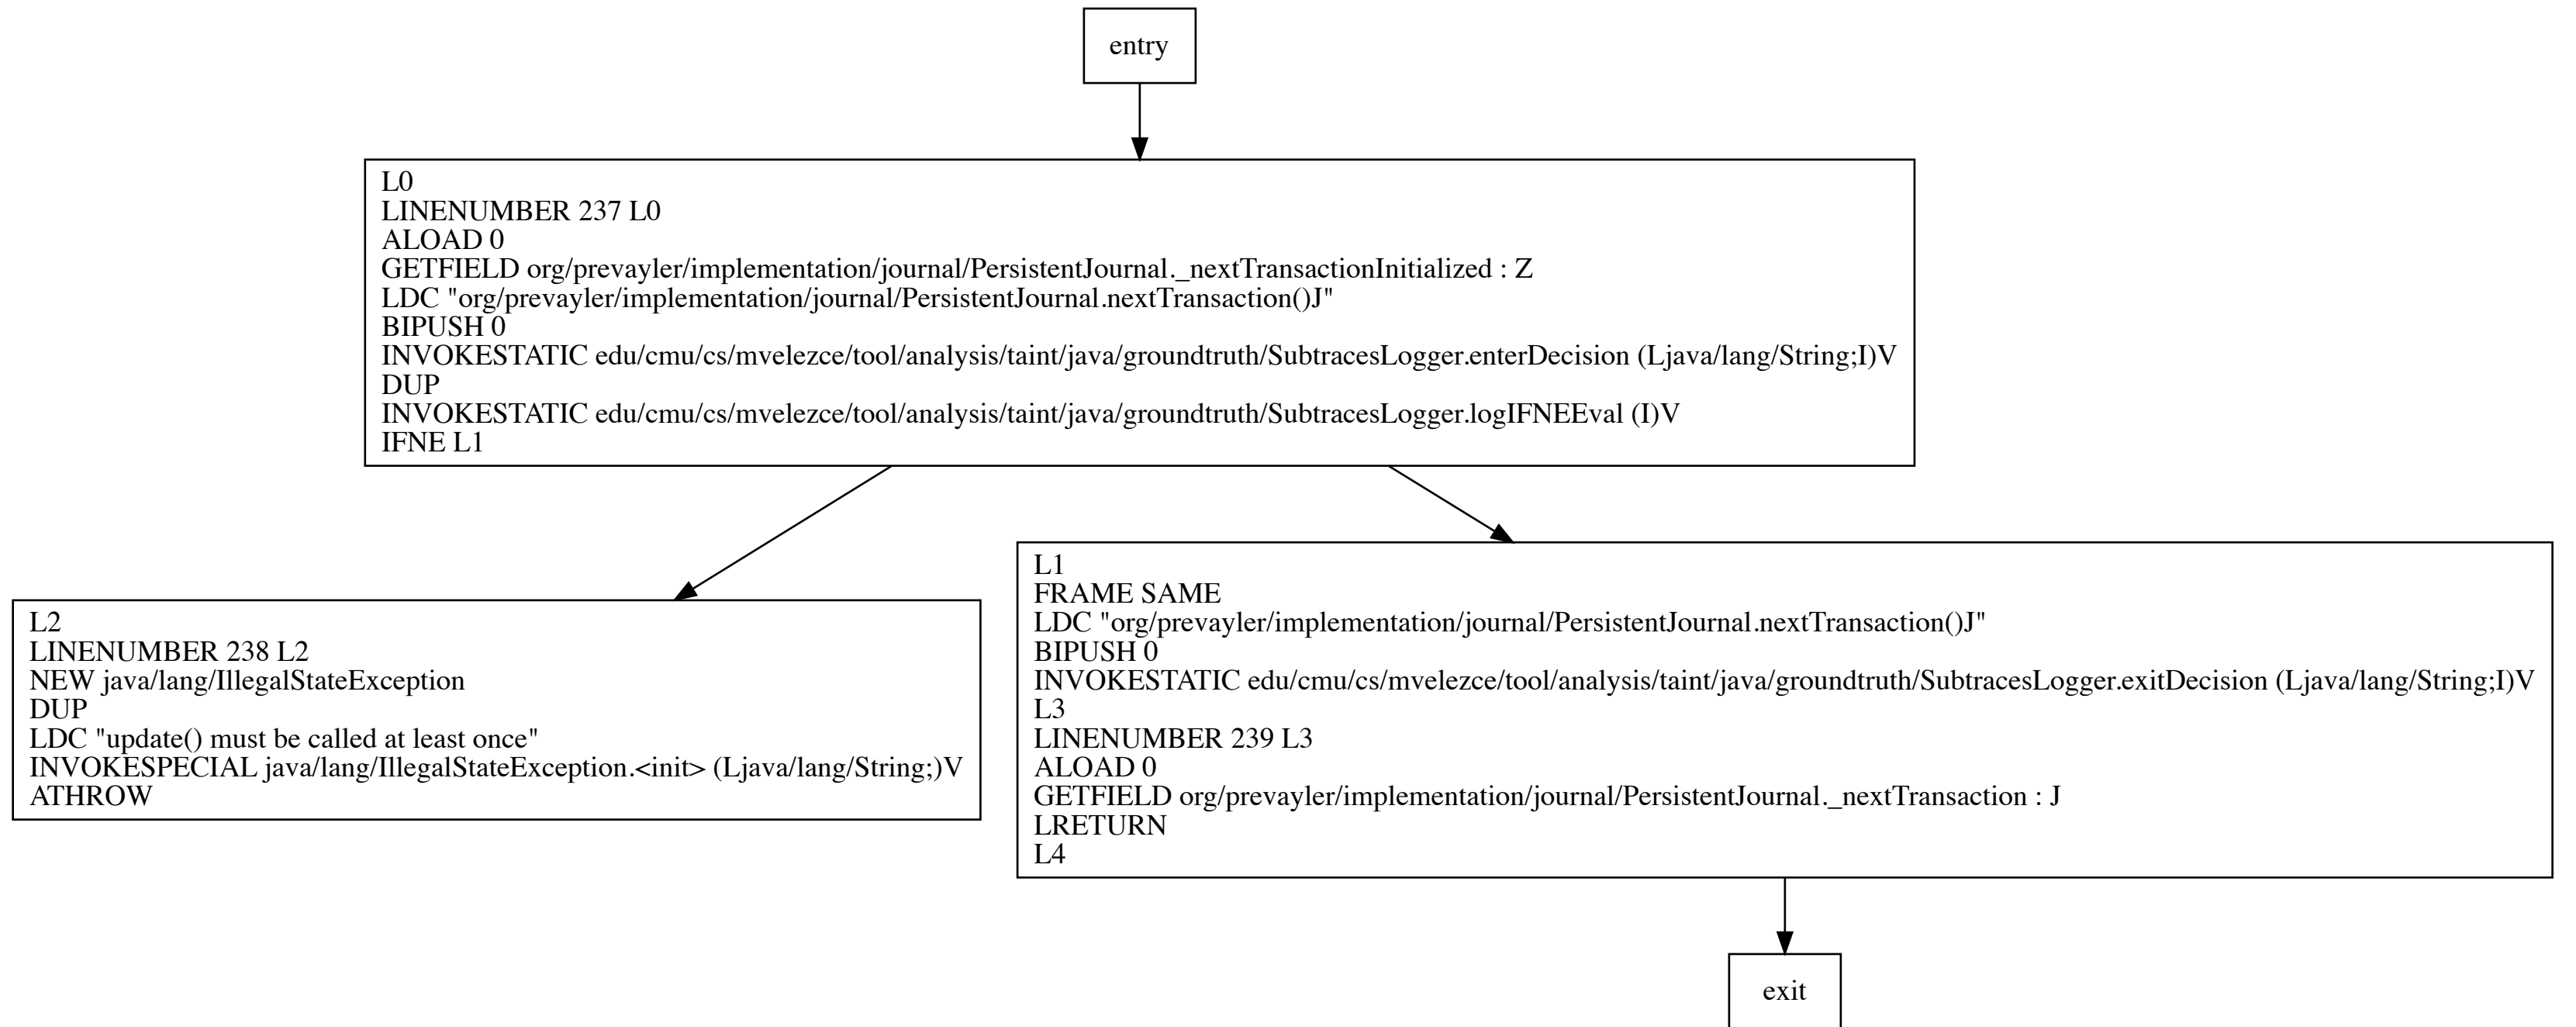 entry
L0
LINENUMBER 237 L0
ALOAD 0
GETFIELD org/prevayler/implementation/journal/PersistentJournal._nextTransactionInitialized : Z
LDC "org/prevayler/implementation/journal/PersistentJournal.nextTransaction()J"
BIPUSH 0
INVOKESTATIC edu/cmu/cs/mvelezce/tool/analysis/taint/java/groundtruth/SubtracesLogger.enterDecision (Ljava/lang/String;I)V
DUP
INVOKESTATIC edu/cmu/cs/mvelezce/tool/analysis/taint/java/groundtruth/SubtracesLogger.logIFNEEval (I)V
IFNE L1
L2
LINENUMBER 238 L2
NEW java/lang/IllegalStateException
DUP
LDC "update() must be called at least once"
INVOKESPECIAL java/lang/IllegalStateException.<init> (Ljava/lang/String;)V
ATHROW
L1
FRAME SAME
LDC "org/prevayler/implementation/journal/PersistentJournal.nextTransaction()J"
BIPUSH 0
INVOKESTATIC edu/cmu/cs/mvelezce/tool/analysis/taint/java/groundtruth/SubtracesLogger.exitDecision (Ljava/lang/String;I)V
L3
LINENUMBER 239 L3
ALOAD 0
GETFIELD org/prevayler/implementation/journal/PersistentJournal._nextTransaction : J
LRETURN
L4
exit